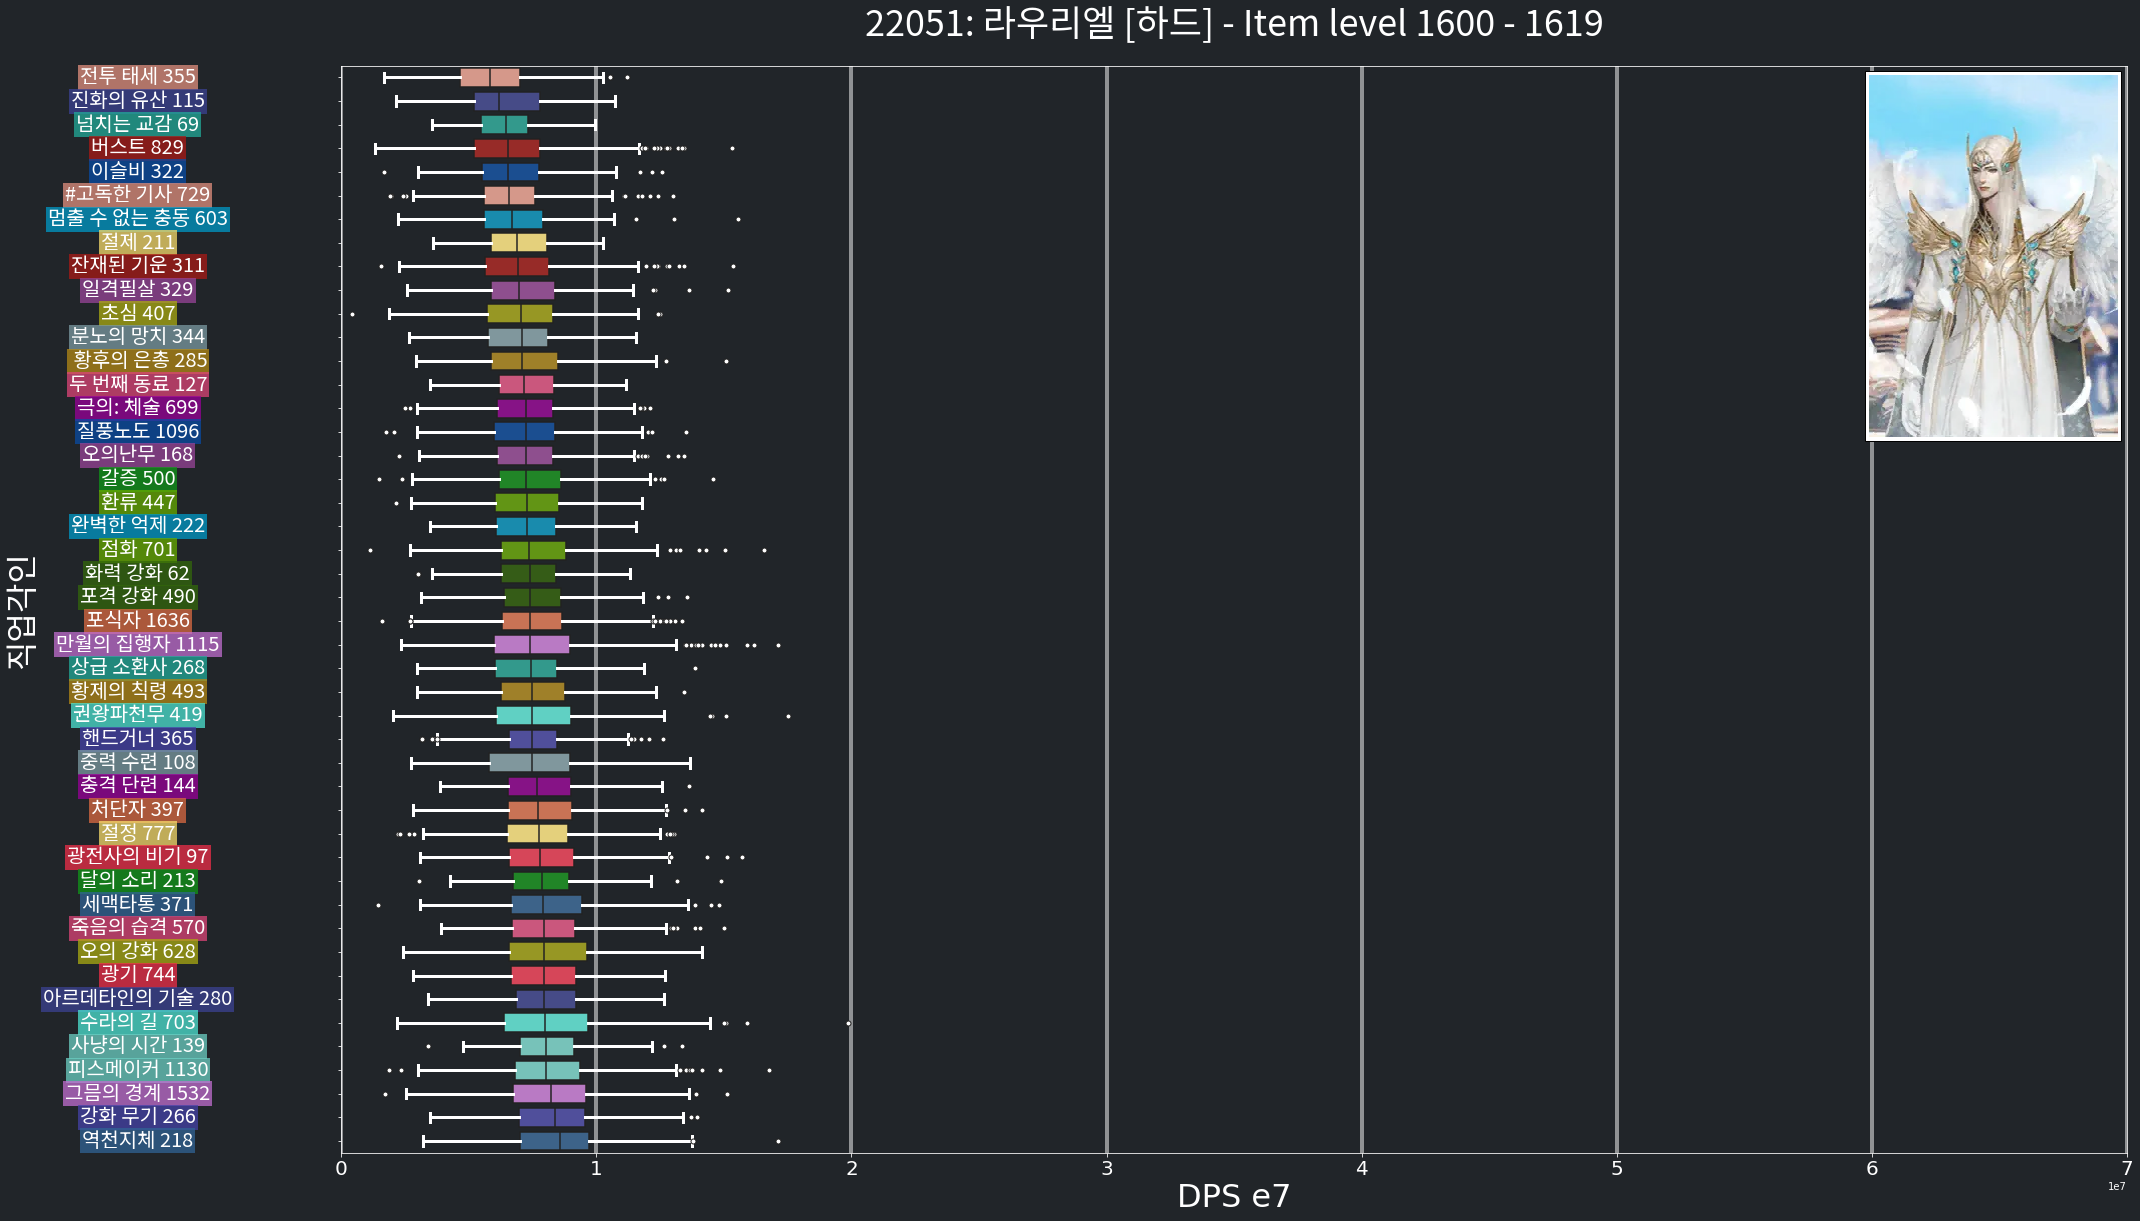 22051: 라우리엘 [하드] - Item level 1600 - 1619
직업각인
전투 태세 355
진화의 유산 115
넘치는 교감 69
버스트 829
이슬비 322
#고독한 기사 729
멈출 수 없는 충동 603
절제 211
잔재된 기운 311
일격필살 329
초심 407
분노의 망치 344
황후의 은총 285
두 번째 동료 127
극의: 체술 699
질풍노도 1096
오의난무 168
갈증 500
환류 447
완벽한 억제 222
점화 701
화력 강화 62
포격 강화 490
포식자 1636
만월의 집행자 1115
상급 소환사 268
황제의 칙령 493
권왕파천무 419
핸드거너 365
중력 수련 108
충격 단련 144
처단자 397
절정 777
광전사의 비기 97
달의 소리 213
세맥타통 371
죽음의 습격 570
오의 강화 628
광기 744
아르데타인의 기술 280
수라의 길 703
사냥의 시간 139
피스메이커 1130
그믐의 경계 1532
강화 무기 266
역천지체 218
0 1 2 3 4 5 6 7
1e7
DPS e7